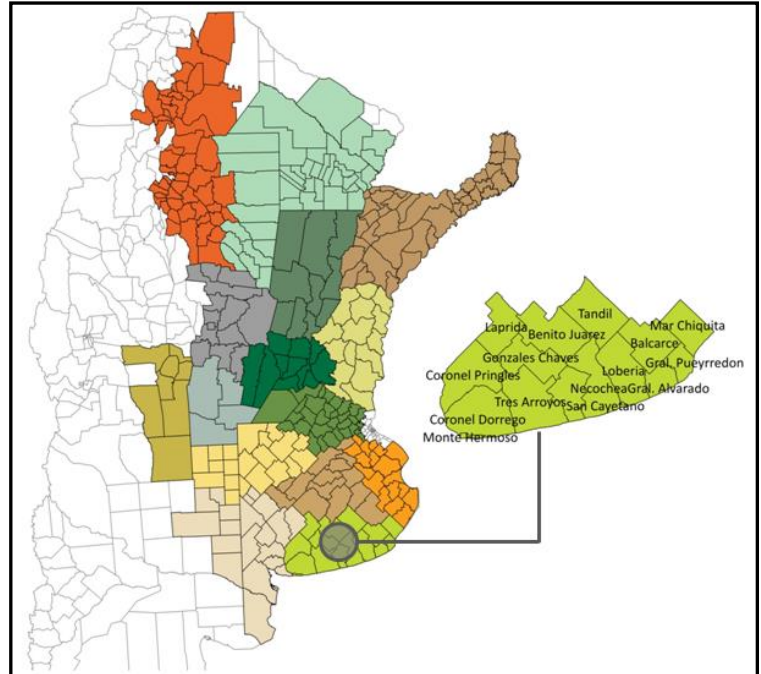 Tandil
Laprida
Mar Chiquita
Benito Juarez
Balcarce
Gonzales Chaves
Gral. Pueyrredon
Coronel Pringles
Loberia
Necochea
Gral. Alvarado
Tres Arroyos
San Cayetano
Coronel Dorrego
Monte Hermoso